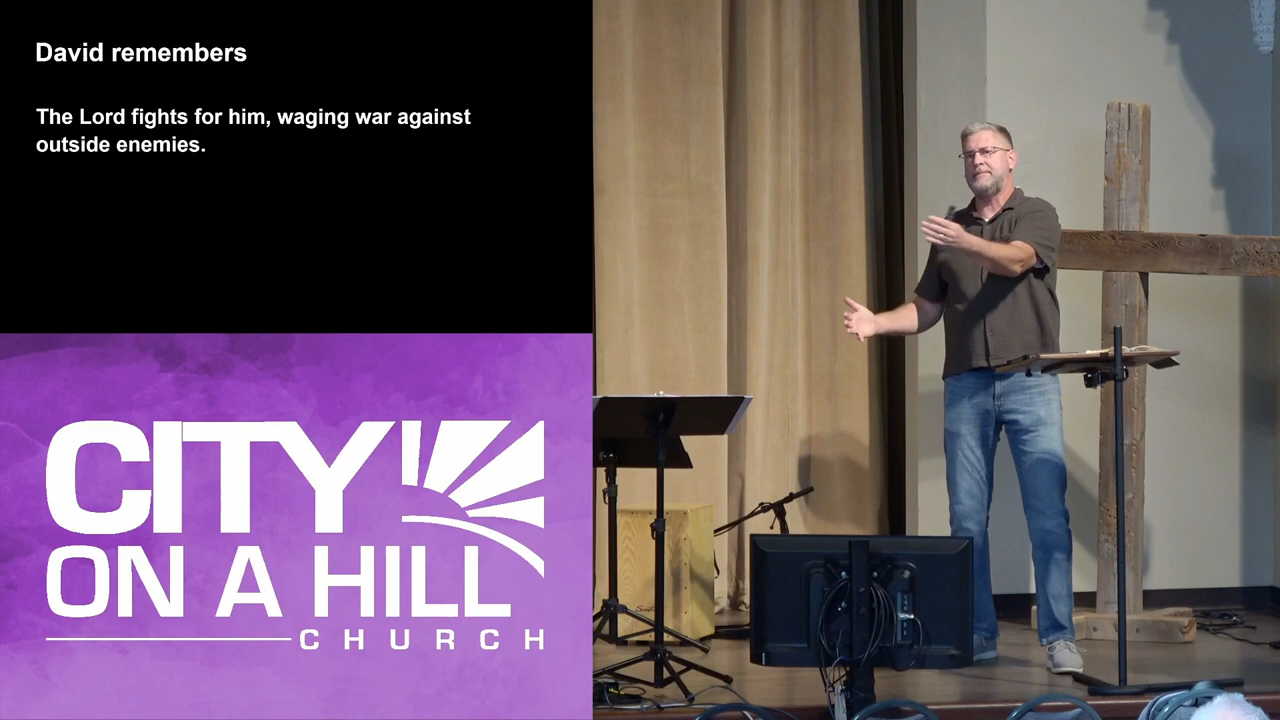 David remembers
The Lord fights for him, waging war against
outside enemies.
CITY
ON A HILL
CHURCH